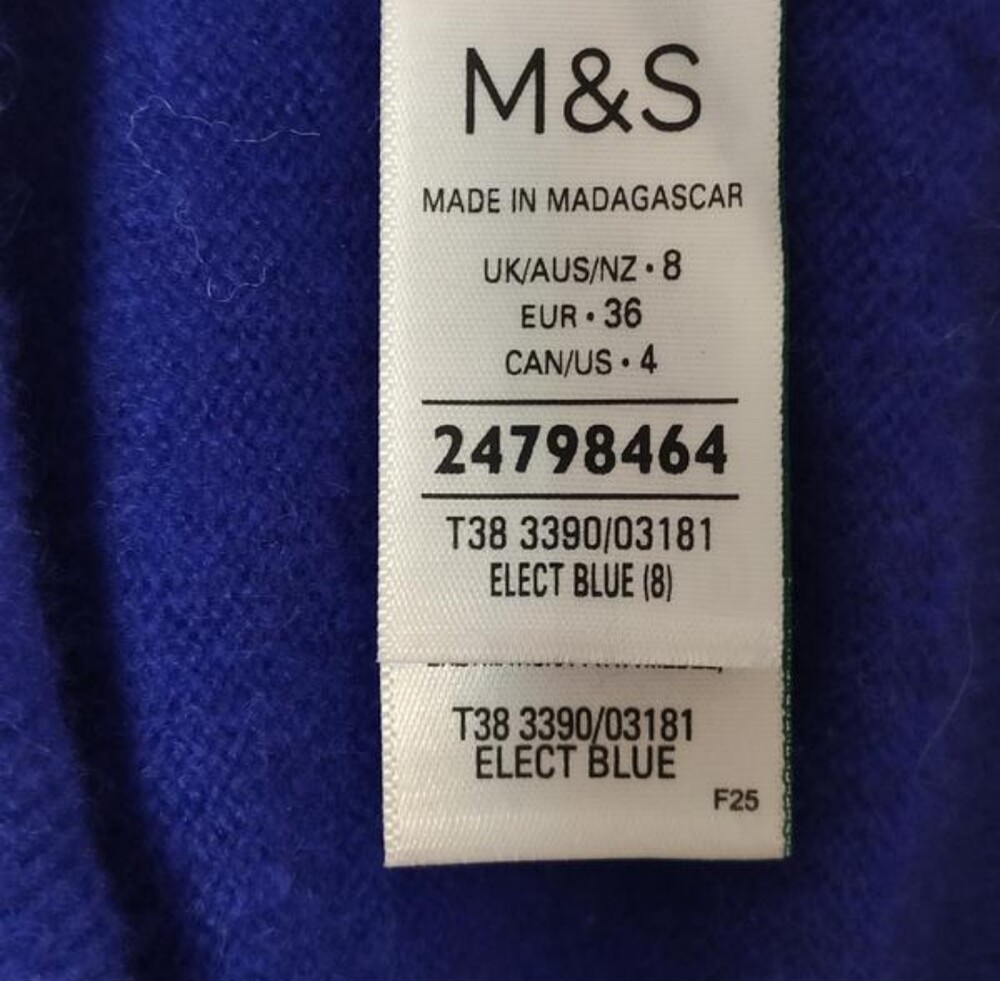 M&S
MADE IN MADAGASCAR
UK/AUS/NZ • 8
EUR • 36
CAN/US • 4
24798464
T38 3390/03181
ELECT BLUE (8)
T38 3390/03181
ELECT BLUE
F25